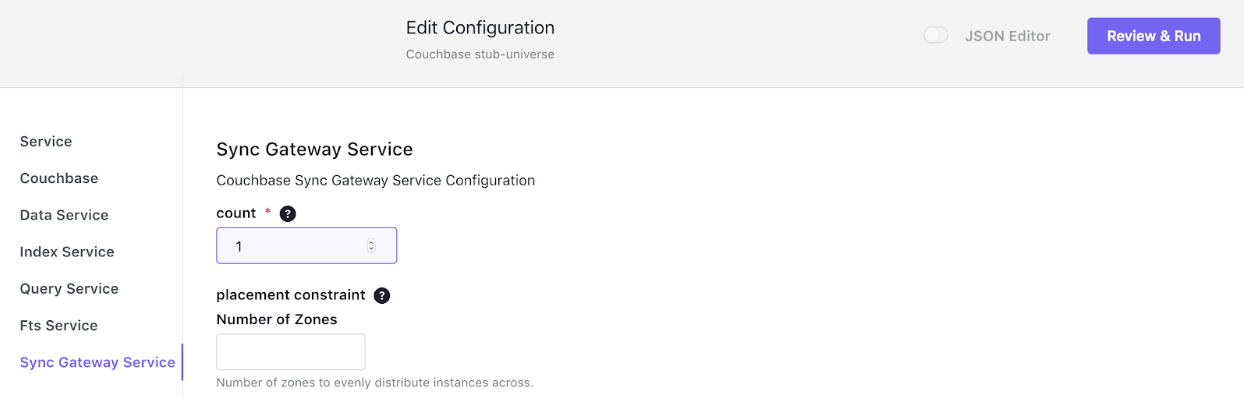 Edit Configuration
Couchbase stub-universe
JSON Editor
Review & Run
Service
Couchbase
Data Service
Index Service
Query Service
Fts Service
Sync Gateway Service
Sync Gateway Service
Couchbase Sync Gateway Service Configuration
count * ?
1
placement constraint ?
Number of Zones
Number of zones to evenly distribute instances across.